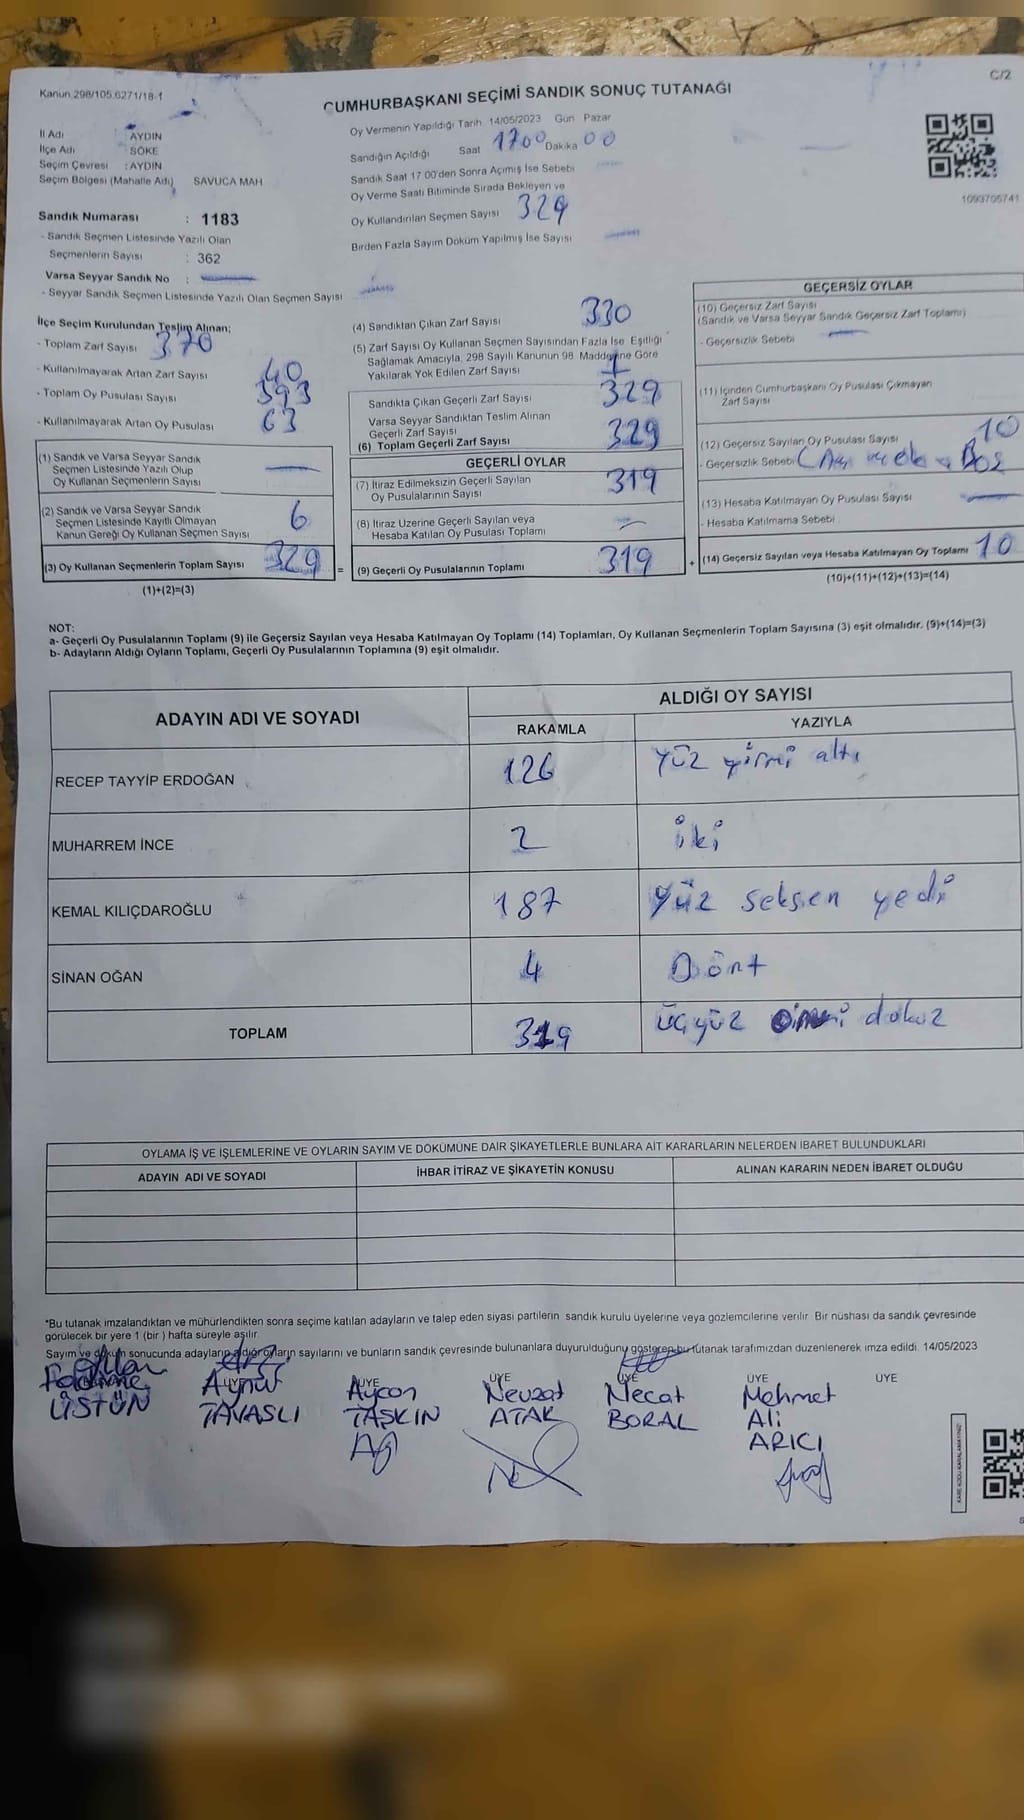 Kanun 298/105.6271/18-1
C/2
CUMHURBAŞKANI SEÇİMİ SANDIK SONUÇ TUTANAĞI
İl Adı : AYDIN
İlçe Adı : SÖKE
Seçim Çevresi : AYDIN
Seçim Bölgesi (Mahalle Adı) SAVUCA MAH
Sandık Numarası : 1183
- Sandık Seçmen Listesinde Yazılı Olan
Seçmenlerin Sayısı : 362
Varsa Seyyar Sandık No :
- Seyyar Sandık Seçmen Listesinde Yazılı Olan Seçmen Sayısı
Oy Vermenin Yapıldığı Tarih 14/05/2023 Gün Pazar
Sandığın Açıldığı Saat 1700 Dakika 00
Sandık Saat 17 00'den Sonra Açımış İse Sebebi
Oy Verme Saati Bitiminde Sırada Bekleyen ve
Oy Kullandırılan Seçmen Sayısı 329
Birden Fazla Sayım Döküm Yapılmış İse Sayısı
1093705741
İlçe Seçim Kurulundan Teslim Alınan;
- Toplam Zarf Sayısı 370
- Kullanılmayarak Artan Zarf Sayısı 40
- Toplam Oy Pusulası Sayısı 393
- Kullanılmayarak Artan Oy Pusulası 63
(1) Sandık ve Varsa Seyyar Sandık
Seçmen Listesinde Yazılı Olup
Oy Kullanan Seçmenlerin Sayısı
(2) Sandık ve Varsa Seyyar Sandık
Seçmen Listesinde Kayıtlı Olmayan
Kanun Gereği Oy Kullanan Seçmen Sayısı 6
(3) Oy Kullanan Seçmenlerin Toplam Sayısı 329 =
(1)+(2)=(3)
(4) Sandıktan Çıkan Zarf Sayısı 330
(5) Zarf Sayısı Oy Kullanan Seçmen Sayısından Fazla İse Eşitliği
Sağlamak Amacıyla, 298 Sayılı Kanunun 98 Maddesine Göre
Yakılarak Yok Edilen Zarf Sayısı 1
Sandıkta Çıkan Geçerli Zarf Sayısı 329
Varsa Seyyar Sandıktan Teslim Alınan
Geçerli Zarf Sayısı
(6) Toplam Geçerli Zarf Sayısı 329
GEÇERLİ OYLAR
(7) İtiraz Edilmeksizin Geçerli Sayılan
Oy Pusulalarının Sayısı 319
(8) İtiraz Üzerine Geçerli Sayılan veya
Hesaba Katılan Oy Pusulası Toplamı
(9) Geçerli Oy Pusulalarının Toplamı 319 +
GEÇERSİZ OYLAR
(10) Geçersiz Zarf Sayısı
(Sandık ve Varsa Seyyar Sandık Geçersiz Zarf Toplamı)
- Geçersizlik Sebebi
(11) İçinden Cumhurbaşkanı Oy Pusulası Çıkmayan
Zarf Sayısı
(12) Geçersiz Sayılan Oy Pusulası Sayısı 10
- Geçersizlik Sebebi
(13) Hesaba Katılmayan Oy Pusulası Sayısı
- Hesaba Katılmama Sebebi
(14) Geçersiz Sayılan veya Hesaba Katılmayan Oy Toplamı 10
(10)+(11)+(12)+(13)=(14)
NOT:
a- Geçerli Oy Pusulalarının Toplamı (9) ile Geçersiz Sayılan veya Hesaba Katılmayan Oy Toplamı (14) Toplamları, Oy Kullanan Seçmenlerin Toplam Sayısına (3) eşit olmalıdır. (9)+(14)=(3)
b- Adayların Aldığı Oyların Toplamı, Geçerli Oy Pusulalarının Toplamına (9) eşit olmalıdır.
ADAYIN ADI VE SOYADI ALDIĞI OY SAYISI
RAKAMLA YAZIYLA
RECEP TAYYİP ERDOĞAN 126 yüz yirmi altı
MUHARREM İNCE 2 iki
KEMAL KILIÇDAROĞLU 187 yüz seksen yedi
SİNAN OĞAN 4 Dört
TOPLAM 319 üçyüz dokuz
OYLAMA İŞ VE İŞLEMLERİNE VE OYLARIN SAYIM VE DÖKÜMÜNE DAİR ŞİKAYETLERLE BUNLARA AİT KARARLARIN NELERDEN İBARET BULUNDUKLARI
ADAYIN ADI VE SOYADI İHBAR İTİRAZ VE ŞİKAYETİN KONUSU ALINAN KARARIN NEDEN İBARET OLDUĞU
*Bu tutanak imzalandıktan ve mühürlendikten sonra seçime katılan adayların ve talep eden siyasi partilerin sandık kurulu üyelerine veya gözlemcilerine verilir. Bir nüshası da sandık çevresinde
görülecek bir yere 1 (bir ) hafta süreyle asılır.
Sayım ve döküm sonucunda adayların aldığı oyların sayılarını ve bunların sandık çevresinde bulunanlara duyurulduğunu gösteren bu tutanak tarafımızdan düzenlenerek imza edildi. 14/05/2023
ÜYE ÜYE ÜYE ÜYE ÜYE
Fadime Aynur Aycan Nevzat Necat Mehmet
ÜSTÜN TAVASLI TAŞKIN ATAK BORAL Ali
ARICI
KARE KODU KARALAMAYINIZ!